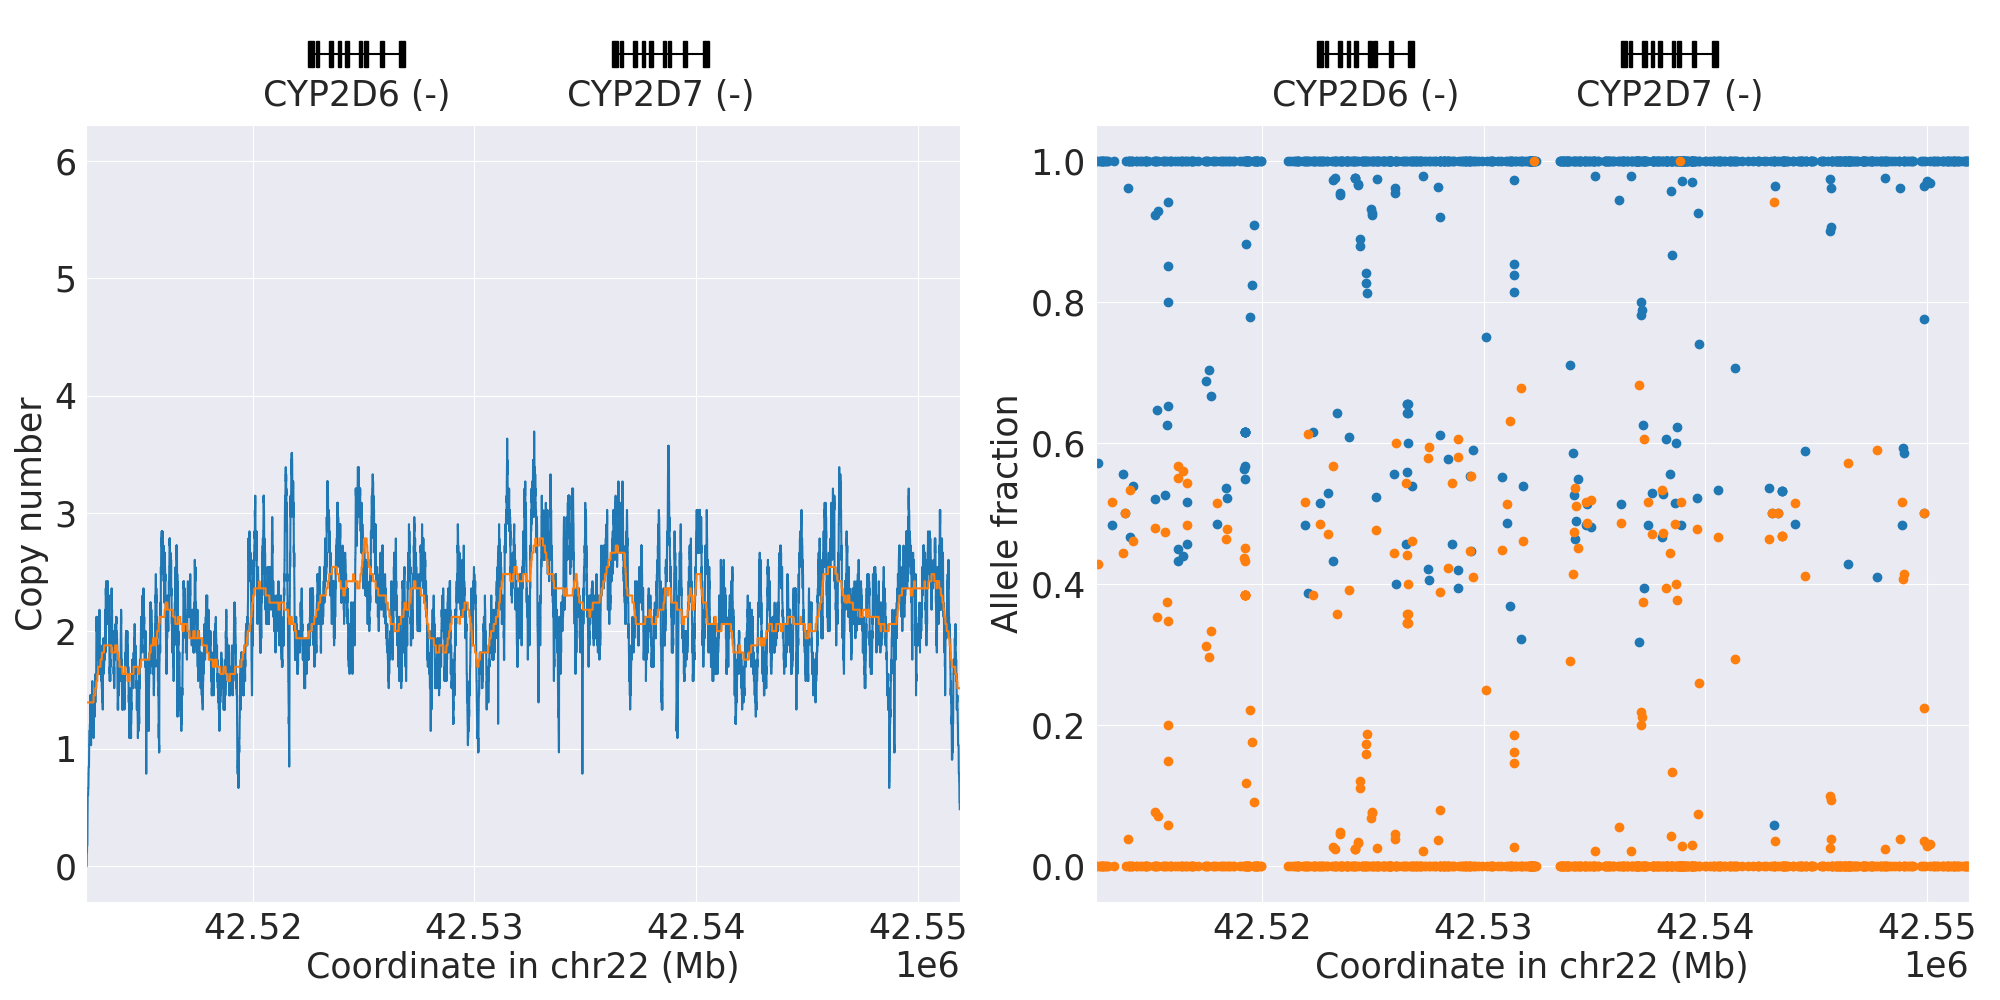 CYP2D6 (-) CYP2D7 (-)
6
5
4
3
2
1
0
Copy number
42.52 42.53 42.54 42.55
Coordinate in chr22 (Mb) 1e6
CYP2D6 (-) CYP2D7 (-)
1.0
0.8
0.6
0.4
0.2
0.0
Allele fraction
42.52 42.53 42.54 42.55
Coordinate in chr22 (Mb) 1e6